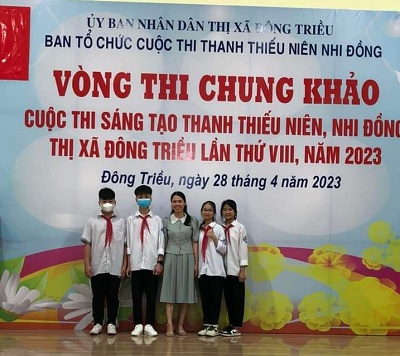 ỦY BAN NHÂN DÂN THỊ XÃ ĐÔNG TRIỀU
BAN TỔ CHỨC CUỘC THI THANH THIẾU NIÊN NHI ĐỒNG
VÒNG THI CHUNG KHẢO
CUỘC THI SÁNG TẠO THANH THIẾU NIÊN, NHI ĐỒNG
THỊ XÃ ĐÔNG TRIỀU LẦN THỨ VIII, NĂM 2023
Đông Triều, ngày 28 tháng 4 năm 2023